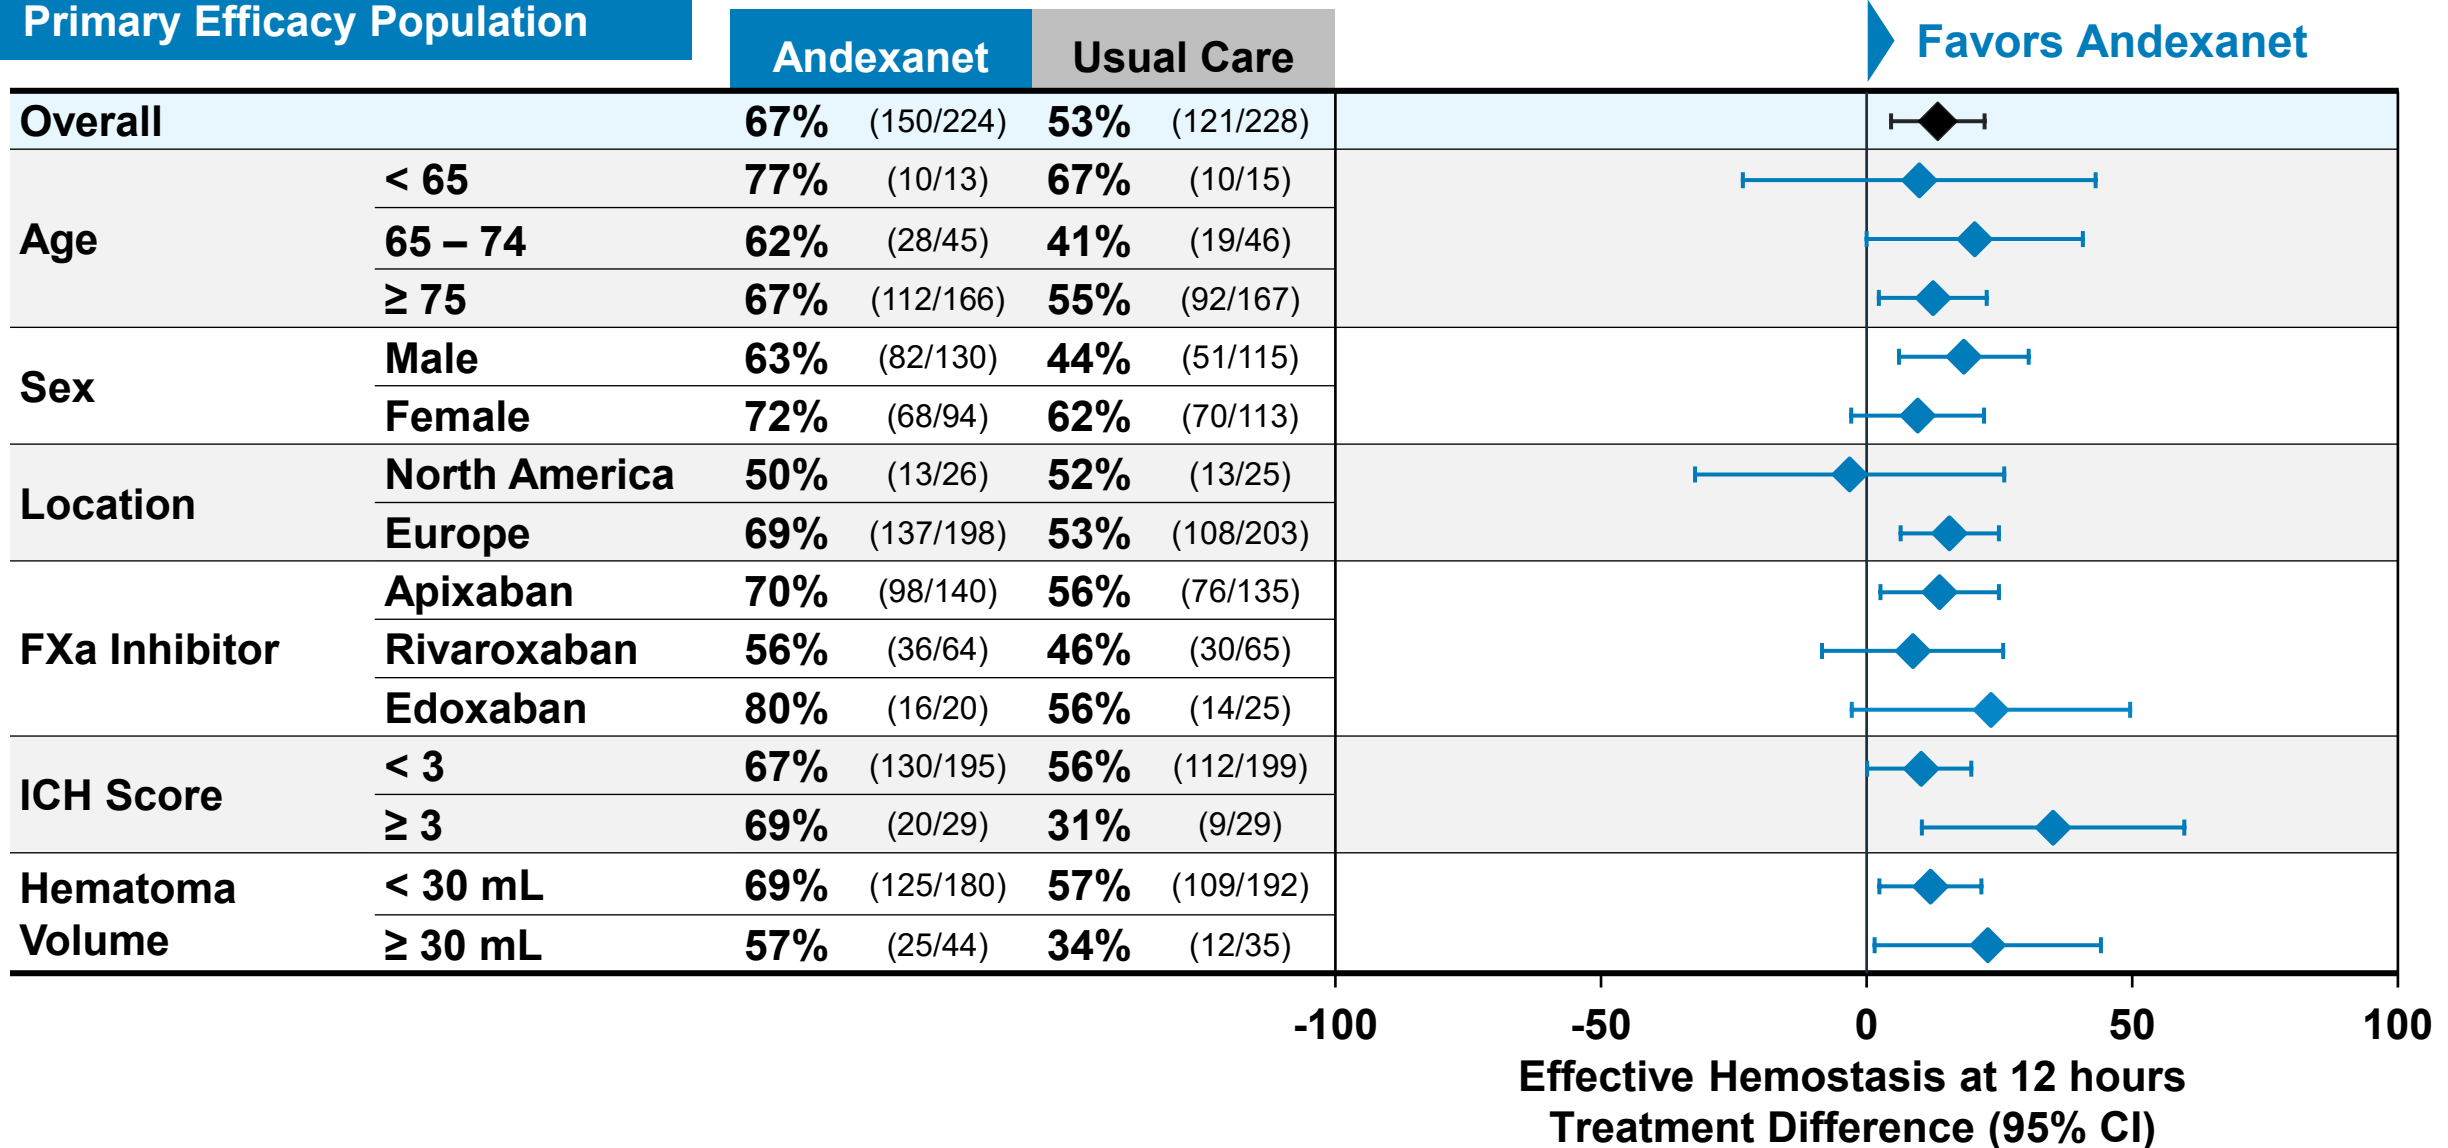 Primary Efficacy Population
Andexanet Usual Care
Favors Andexanet
Overall 67% (150/224) 53% (121/228)
Age
< 65 77% (10/13) 67% (10/15)
65 – 74 62% (28/45) 41% (19/46)
≥ 75 67% (112/166) 55% (92/167)
Sex
Male 63% (82/130) 44% (51/115)
Female 72% (68/94) 62% (70/113)
Location
North America 50% (13/26) 52% (13/25)
Europe 69% (137/198) 53% (108/203)
FXa Inhibitor
Apixaban 70% (98/140) 56% (76/135)
Rivaroxaban 56% (36/64) 46% (30/65)
Edoxaban 80% (16/20) 56% (14/25)
ICH Score
< 3 67% (130/195) 56% (112/199)
≥ 3 69% (20/29) 31% (9/29)
Hematoma
Volume
< 30 mL 69% (125/180) 57% (109/192)
≥ 30 mL 57% (25/44) 34% (12/35)
-100 -50 0 50 100
Effective Hemostasis at 12 hours
Treatment Difference (95% CI)